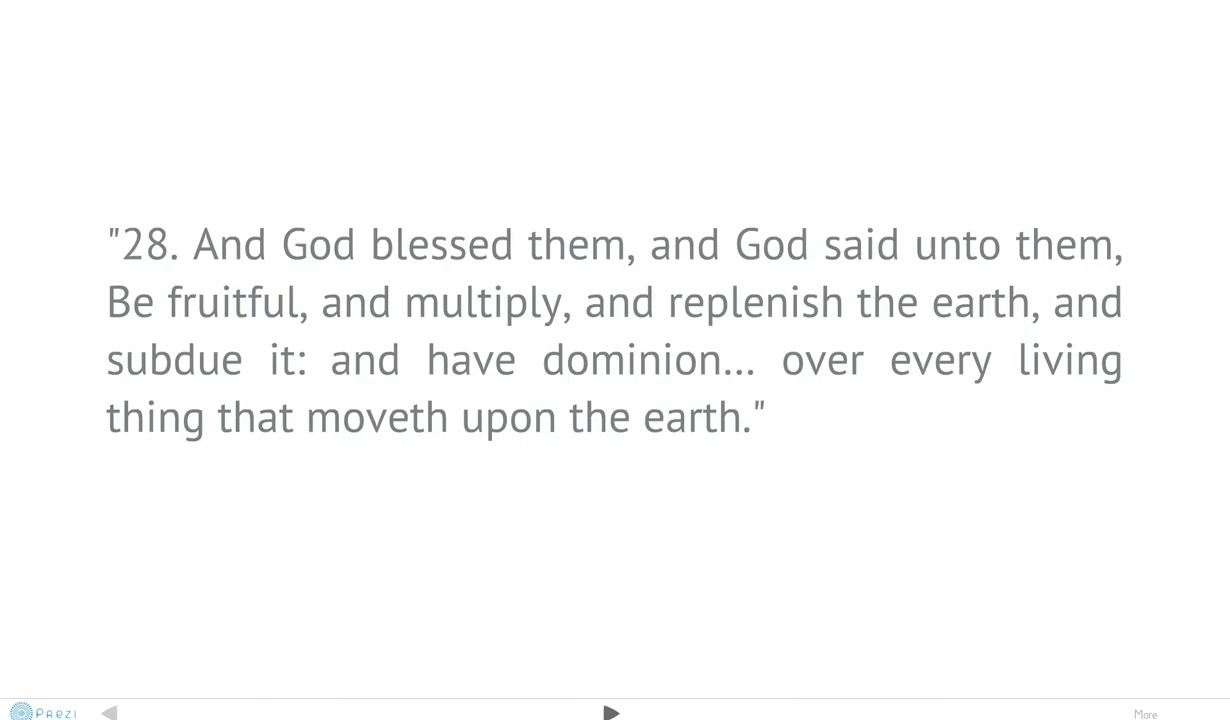 "28. And God blessed them, and God said unto them,
Be fruitful, and multiply, and replenish the earth, and
subdue it: and have dominion... over every living
thing that moveth upon the earth."
PREZI
More